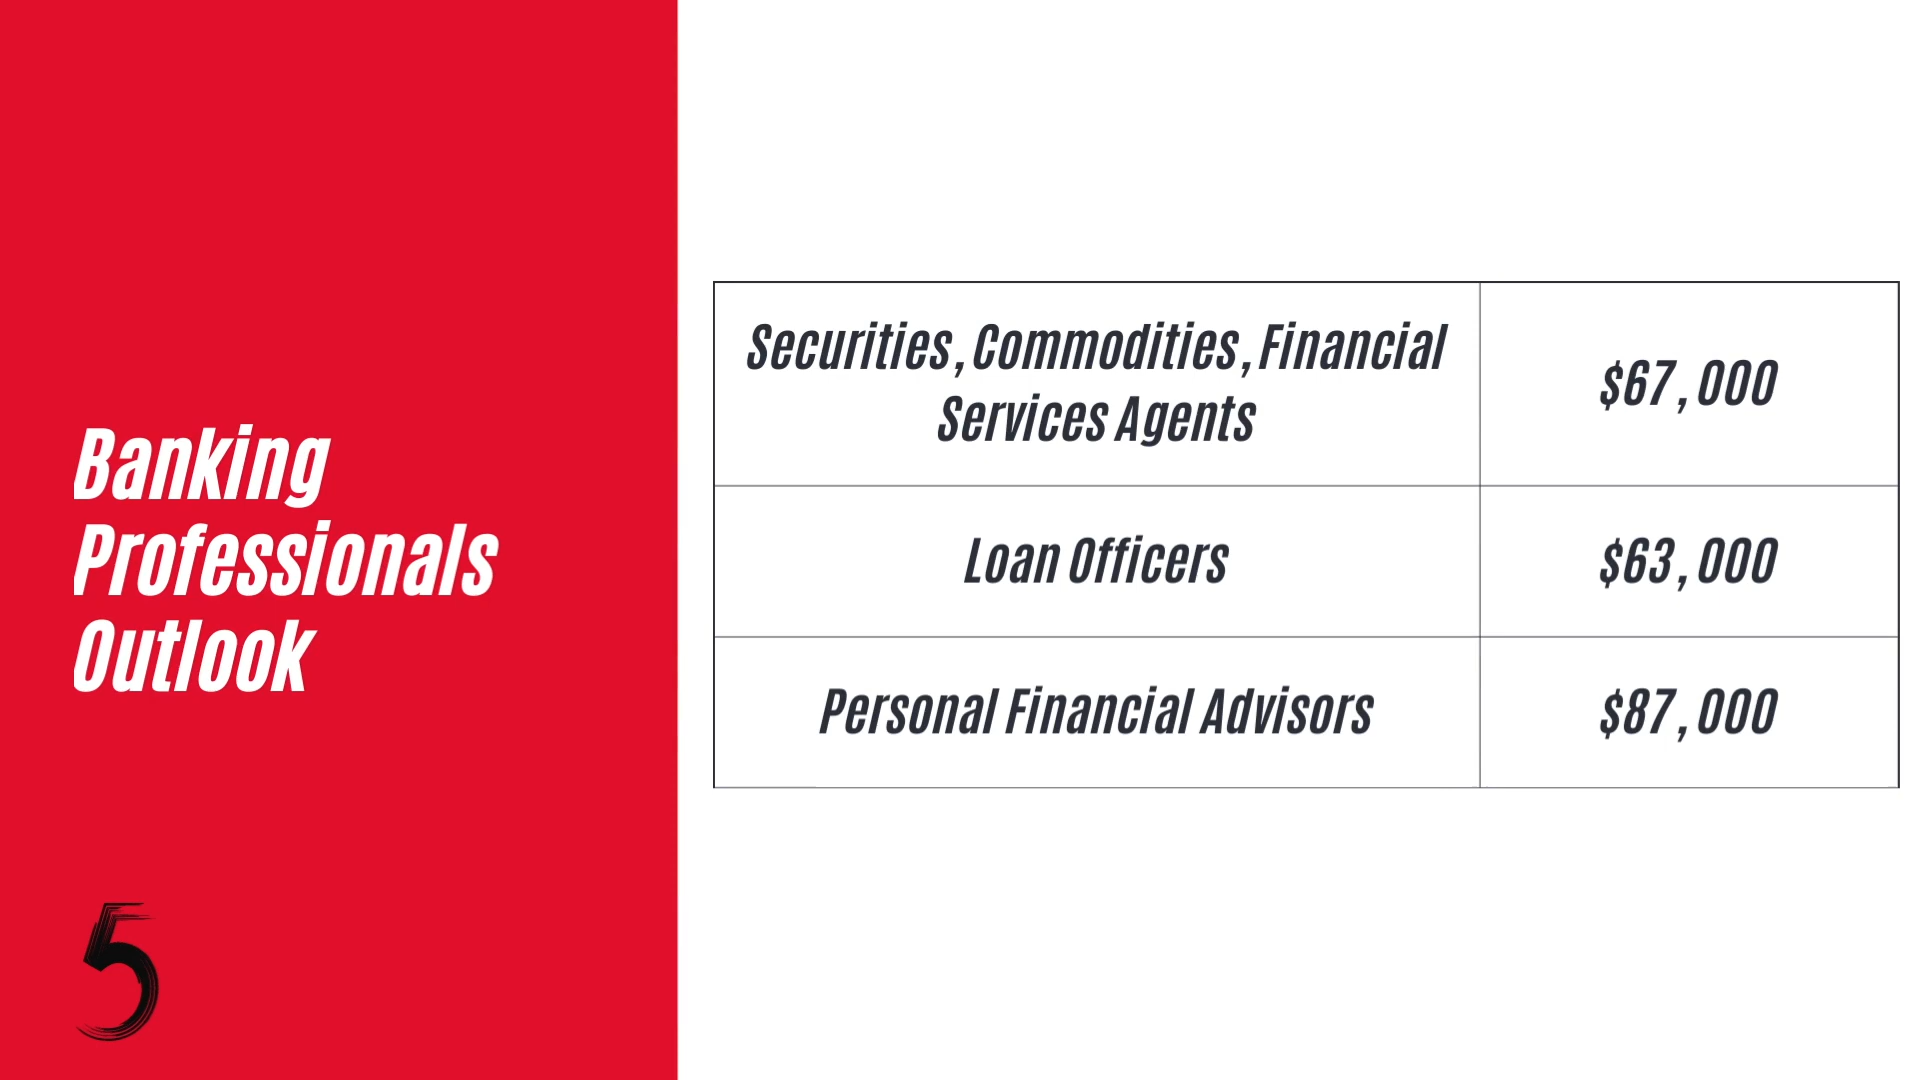 Banking
Professionals
Outlook
5
Securities, Commodities, Financial
Services Agents
$67,000
Loan Officers
$63,000
Personal Financial Advisors
$87,000